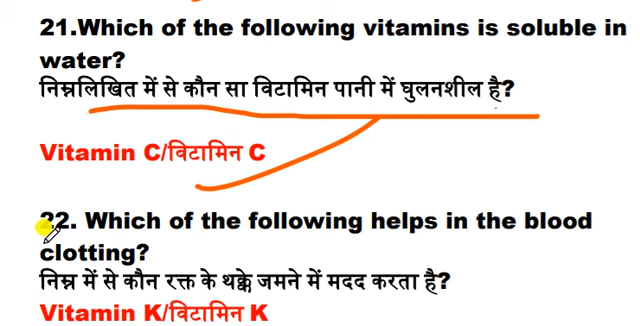 21.Which of the following vitamins is soluble in
water?
निम्नलिखित में से कौन सा विटामिन पानी में घुलनशील है?
Vitamin C/विटामिन C
22. Which of the following helps in the blood
clotting?
निम्न में से कौन रक्त के थक्के जमने में मदद करता है?
Vitamin K/विटामिन K